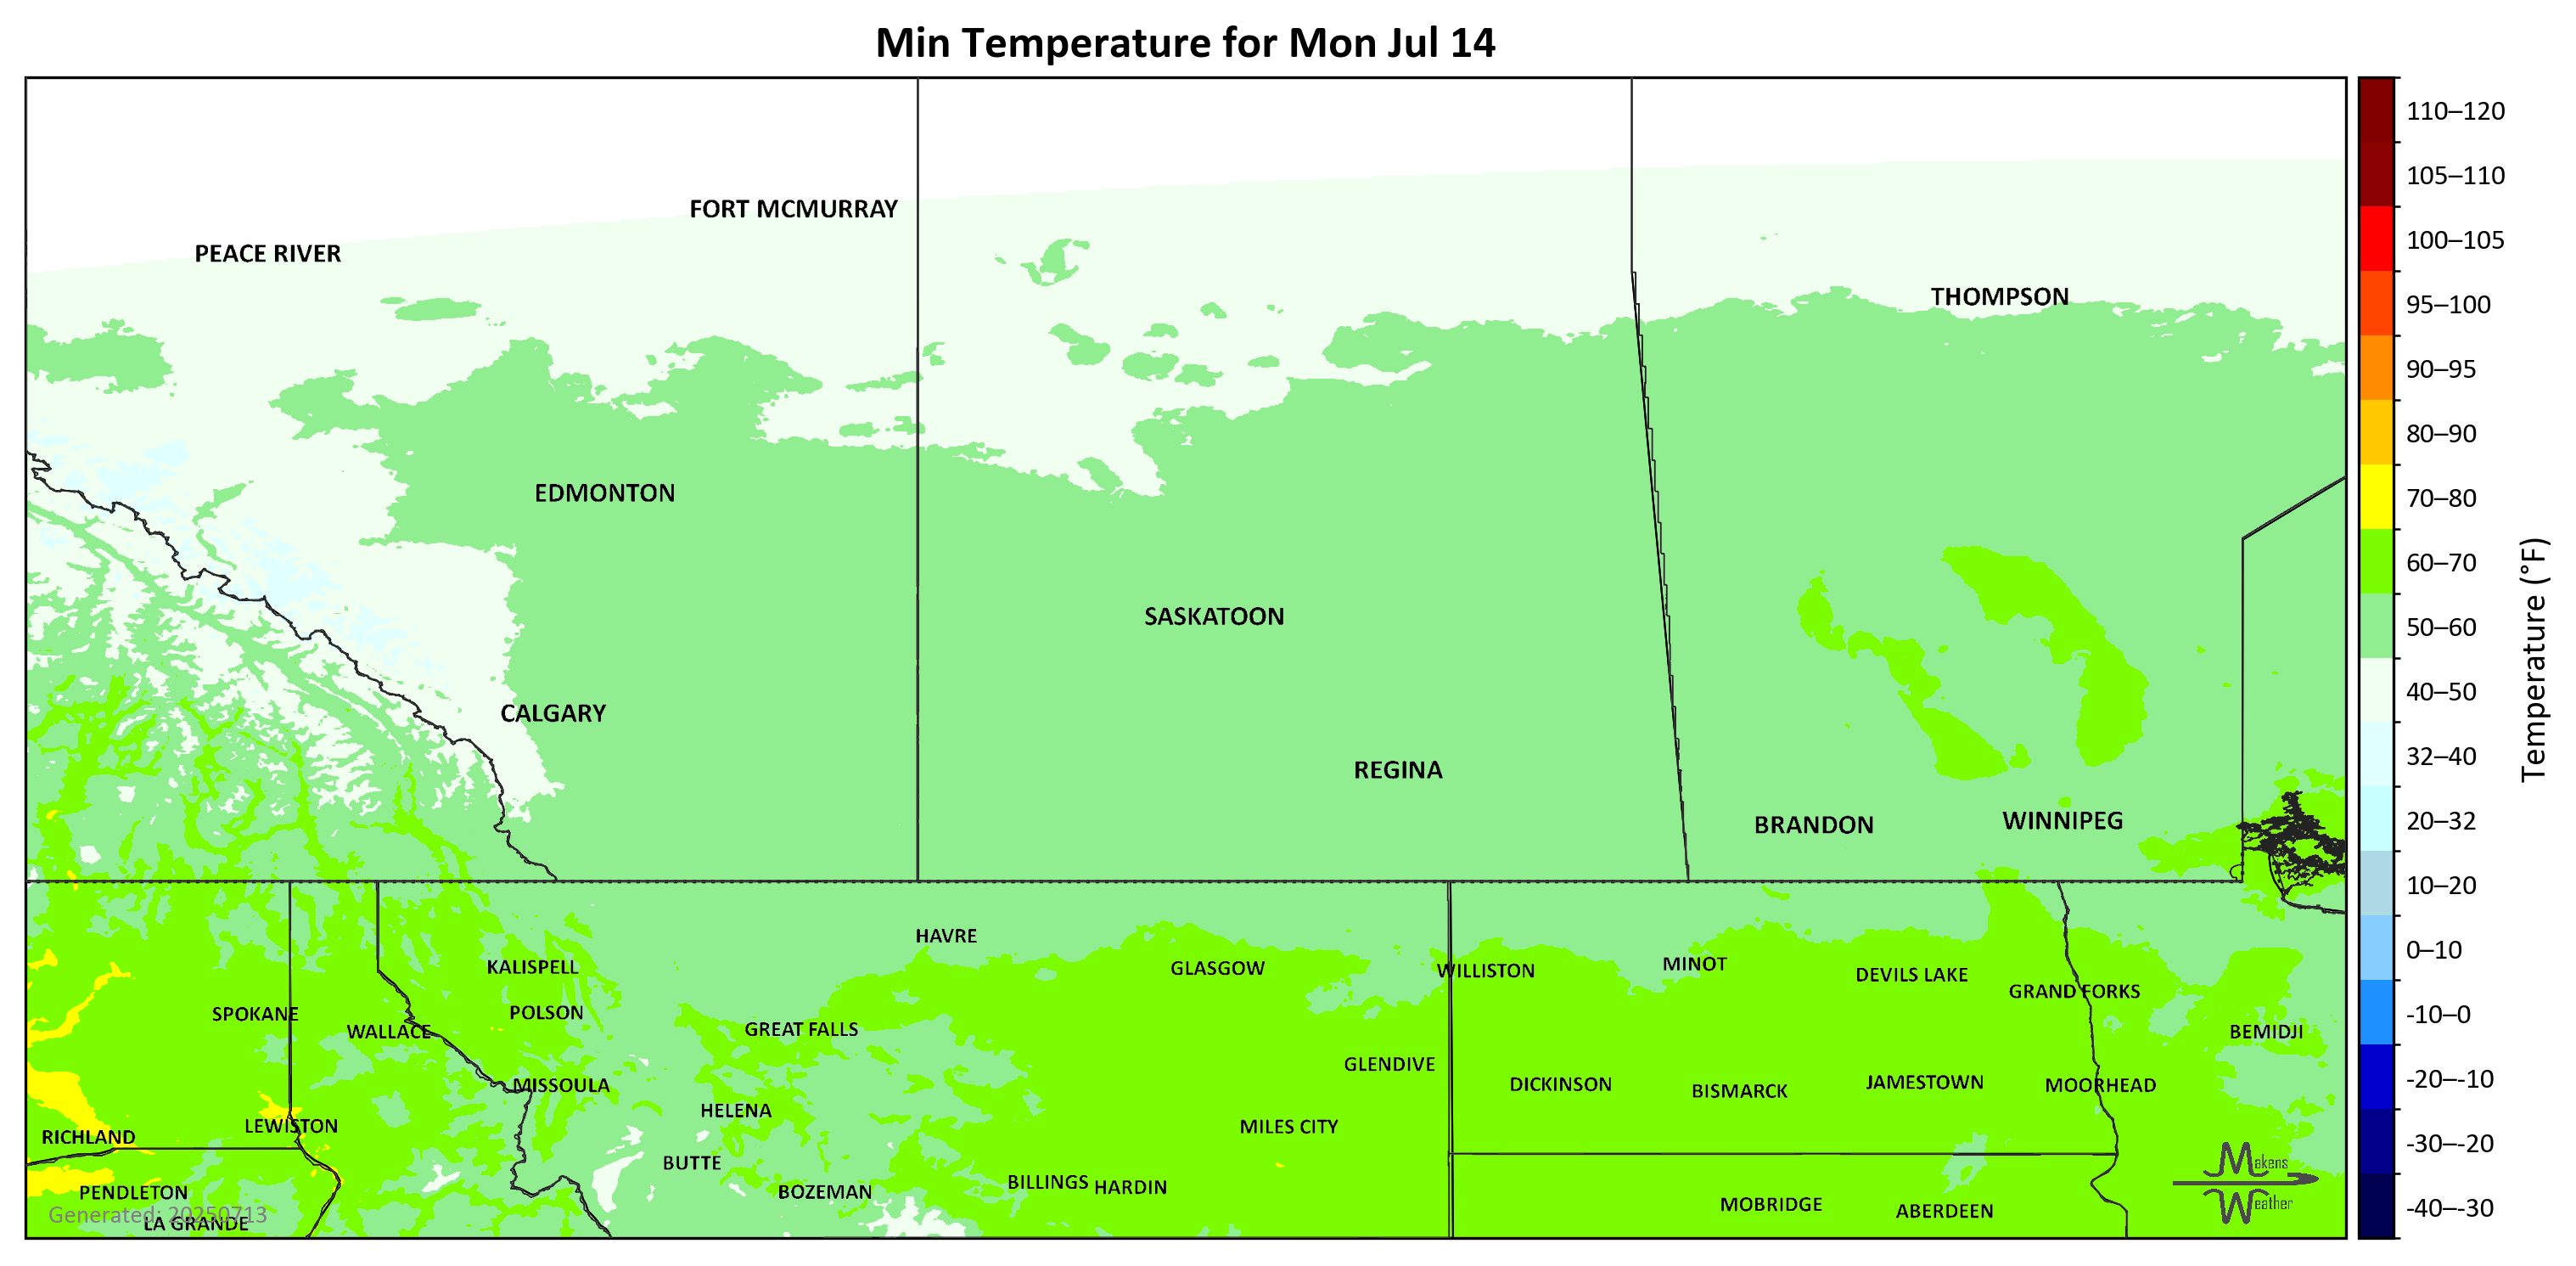 Min Temperature for Mon Jul 14
FORT MCMURRAY
PEACE RIVER
THOMPSON
EDMONTON
SASKATOON
CALGARY
REGINA
BRANDON
WINNIPEG
HAVRE
KALISPELL
GLASGOW
WILLISTON
MINOT
DEVILS LAKE
GRAND FORKS
SPOKANE
POLSON
WALLACE
GREAT FALLS
BEMIDJI
GLENDIVE
MISSOULA
DICKINSON
BISMARCK
JAMESTOWN
MOORHEAD
HELENA
LEWISTON
MILES CITY
RICHLAND
BUTTE
BILLINGS
HARDIN
PENDLETON
BOZEMAN
MOBRIDGE
ABERDEEN
LA GRANDE
Generated: 20250713
Makens
Weather
110–120
105–110
100–105
95–100
90–95
80–90
70–80
60–70
50–60
40–50
32–40
20–32
10–20
0–10
-10–0
-20–-10
-30–-20
-40–-30
Temperature (°F)